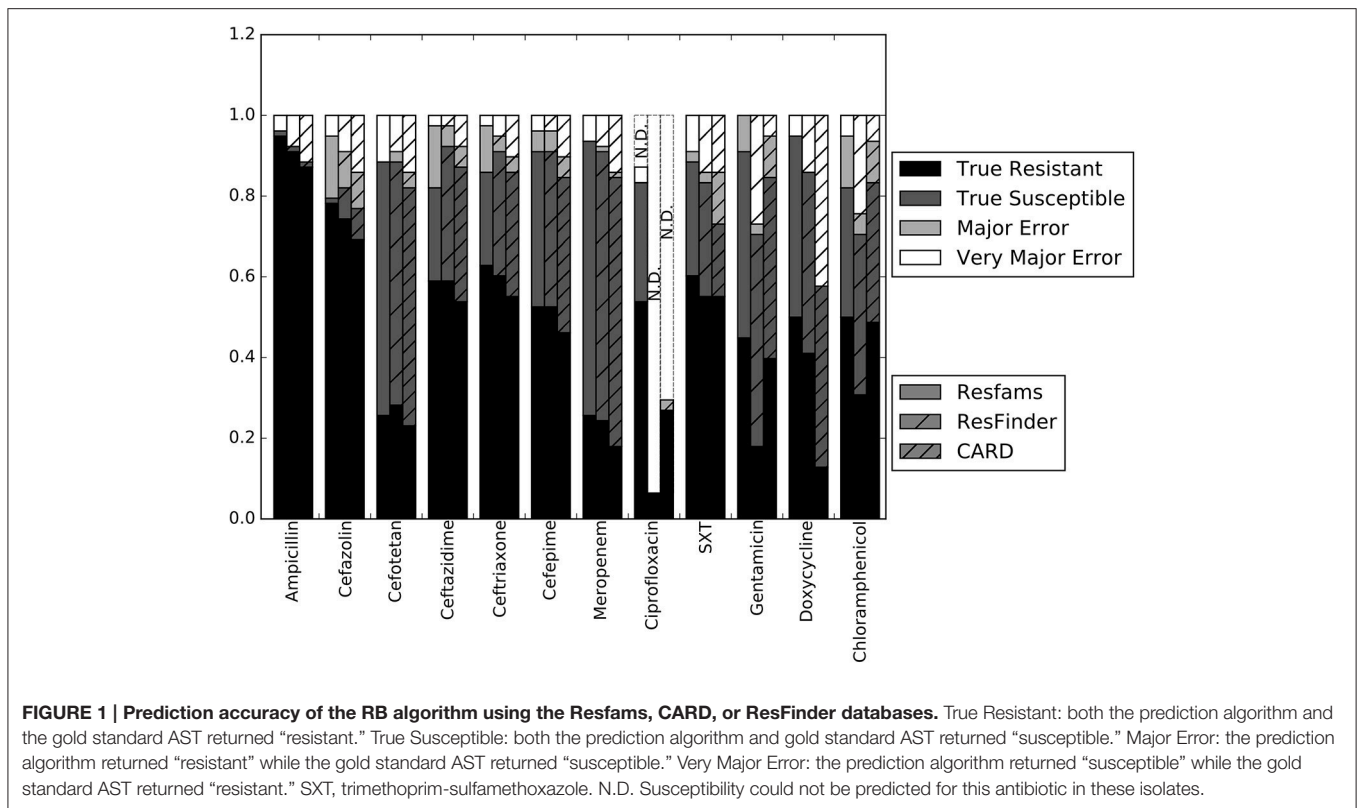 1.2
1.0
0.8
0.6
0.4
0.2
0.0
N.D.
N.D.
N.D.
Ampicillin
Cefazolin
Cefotetan
Ceftazidime
Ceftriaxone
Cefepime
Meropenem
Ciprofloxacin
SXT
Gentamicin
Doxycycline
Chloramphenicol
True Resistant
True Susceptible
Major Error
Very Major Error
Resfams
ResFinder
CARD
FIGURE 1 | Prediction accuracy of the RB algorithm using the Resfams, CARD, or ResFinder databases. True Resistant: both the prediction algorithm and
the gold standard AST returned “resistant.” True Susceptible: both the prediction algorithm and gold standard AST returned “susceptible.” Major Error: the prediction
algorithm returned “resistant” while the gold standard AST returned “susceptible.” Very Major Error: the prediction algorithm returned “susceptible” while the gold
standard AST returned “resistant.” SXT, trimethoprim-sulfamethoxazole. N.D. Susceptibility could not be predicted for this antibiotic in these isolates.